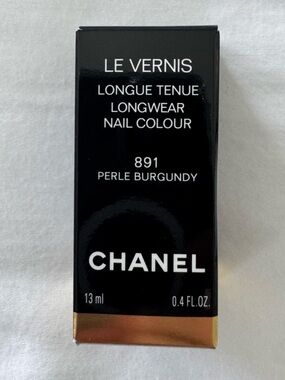 LE VERNIS
LONGUE TENUE
LONGWEAR
NAIL COLOUR
891
PERLE BURGUNDY
CHANEL
13 ml 0.4 FL.OZ.